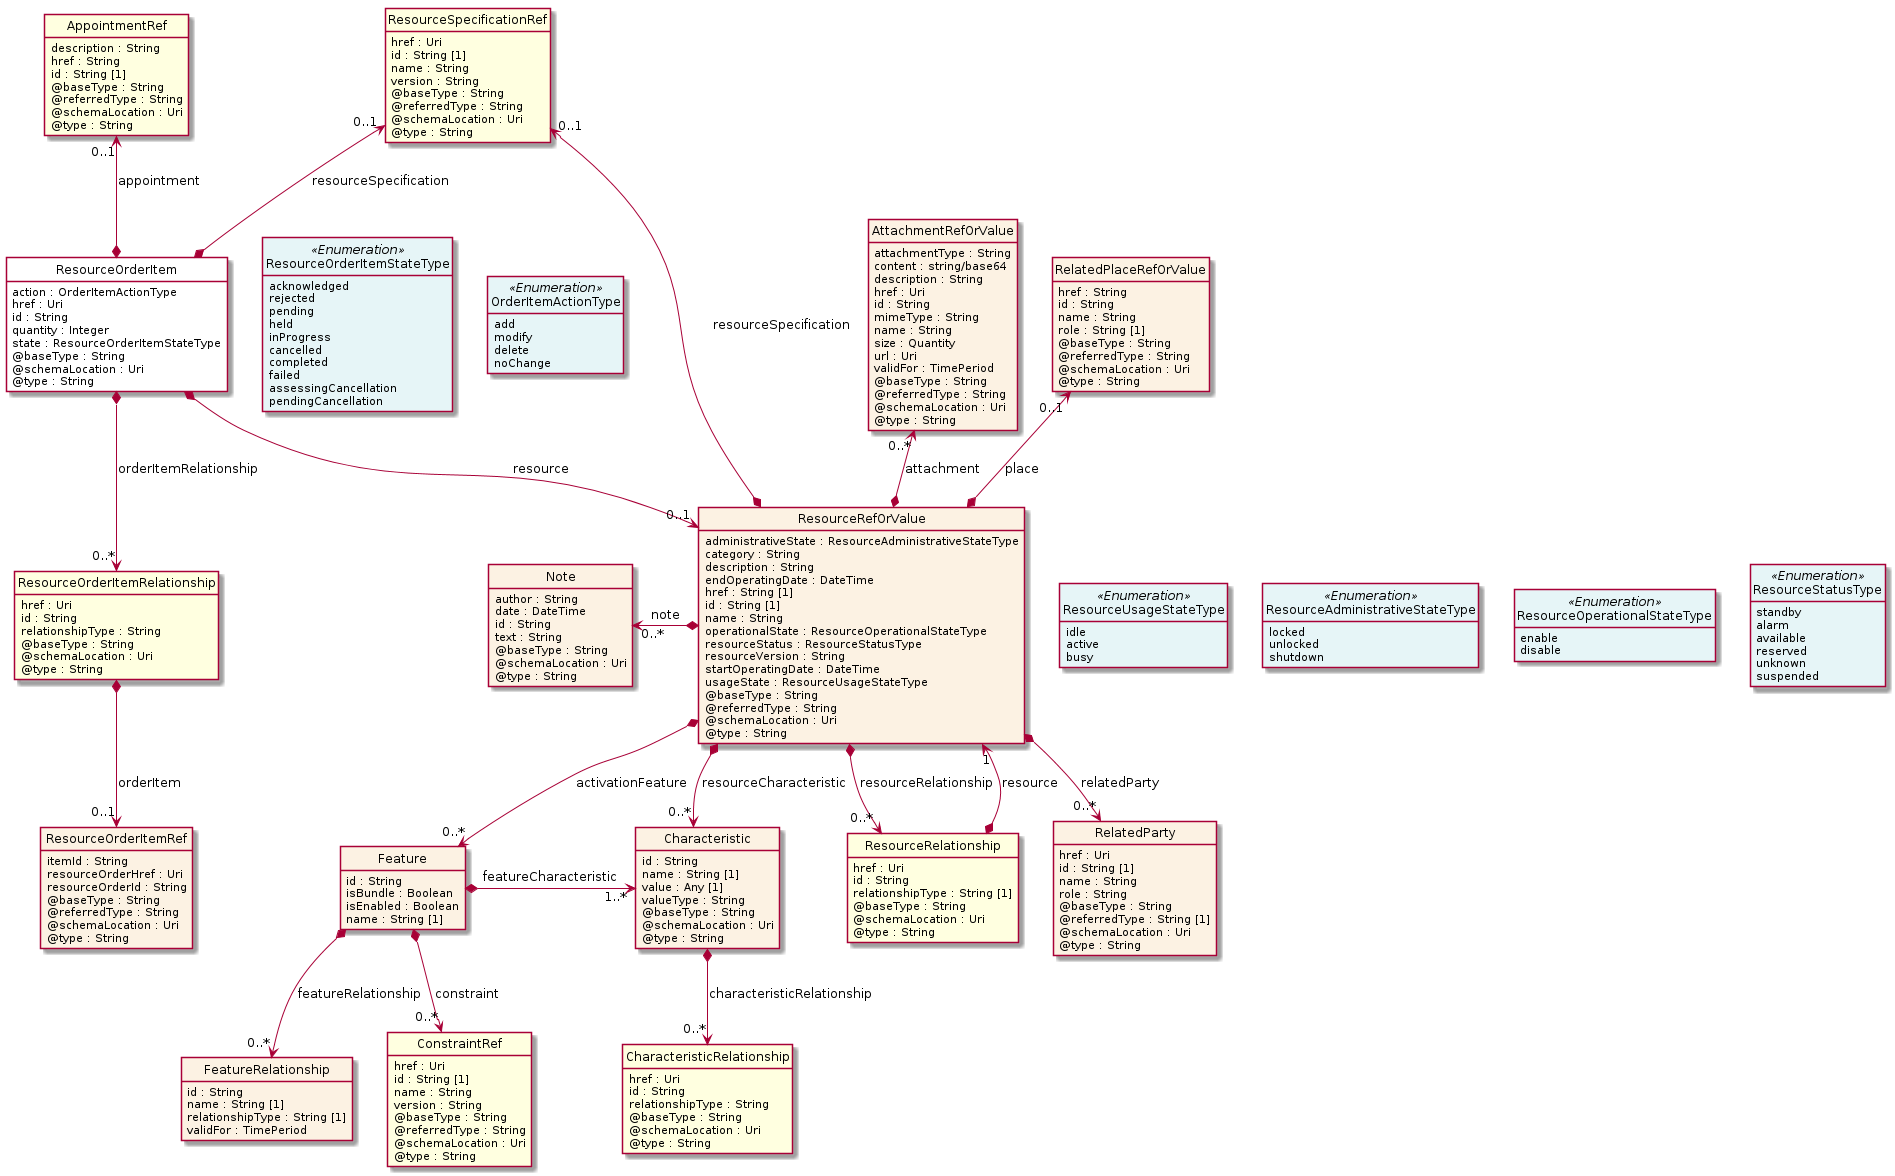 AppointmentRef
description : String
href : String
id : String [1]
@baseType : String
@referredType : String
@schemaLocation : Uri
@type : String
ResourceSpecificationRef
href : Uri
id : String [1]
name : String
version : String
@baseType : String
@referredType : String
@schemaLocation : Uri
@type : String
0..1
appointment
0..1
resourceSpecification
0..1
resourceSpecification
ResourceOrderItem
action : OrderItemActionType
href : Uri
id : String
quantity : Integer
state : ResourceOrderItemStateType
@baseType : String
@schemaLocation : Uri
@type : String
«Enumeration»
ResourceOrderItemStateType
acknowledged
rejected
pending
held
inProgress
cancelled
completed
failed
assessingCancellation
pendingCancellation
«Enumeration»
OrderItemActionType
add
modify
delete
noChange
AttachmentRefOrValue
attachmentType : String
content : string/base64
description : String
href : Uri
id : String
mimeType : String
name : String
size : Quantity
url : Uri
validFor : TimePeriod
@baseType : String
@referredType : String
@schemaLocation : Uri
@type : String
RelatedPlaceRefOrValue
href : String
id : String
name : String
role : String [1]
@baseType : String
@referredType : String
@schemaLocation : Uri
@type : String
0..*
attachment
0..1
place
orderItemRelationship
0..*
resource
0..1
ResourceRefOrValue
administrativeState : ResourceAdministrativeStateType
category : String
description : String
endOperatingDate : DateTime
href : String [1]
id : String [1]
name : String
operationalState : ResourceOperationalStateType
resourceStatus : ResourceStatusType
resourceVersion : String
startOperatingDate : DateTime
usageState : ResourceUsageStateType
@baseType : String
@referredType : String
@schemaLocation : Uri
@type : String
ResourceOrderItemRelationship
href : Uri
id : String
relationshipType : String
@baseType : String
@schemaLocation : Uri
@type : String
Note
author : String
date : DateTime
id : String
text : String
@baseType : String
@schemaLocation : Uri
@type : String
note
0..*
«Enumeration»
ResourceUsageStateType
idle
active
busy
«Enumeration»
ResourceAdministrativeStateType
locked
unlocked
shutdown
«Enumeration»
ResourceOperationalStateType
enable
disable
«Enumeration»
ResourceStatusType
standby
alarm
available
reserved
unknown
suspended
orderItem
0..1
activationFeature
0..*
resourceCharacteristic
0..*
resourceRelationship
0..*
1
resource
relatedParty
0..*
ResourceOrderItemRef
itemId : String
resourceOrderHref : Uri
resourceOrderId : String
@baseType : String
@referredType : String
@schemaLocation : Uri
@type : String
Feature
id : String
isBundle : Boolean
isEnabled : Boolean
name : String [1]
featureCharacteristic
1..*
Characteristic
id : String
name : String [1]
value : Any [1]
valueType : String
@baseType : String
@schemaLocation : Uri
@type : String
ResourceRelationship
href : Uri
id : String
relationshipType : String [1]
@baseType : String
@schemaLocation : Uri
@type : String
RelatedParty
href : Uri
id : String [1]
name : String
role : String
@baseType : String
@referredType : String [1]
@schemaLocation : Uri
@type : String
featureRelationship
0..*
constraint
0..*
characteristicRelationship
0..*
FeatureRelationship
id : String
name : String [1]
relationshipType : String [1]
validFor : TimePeriod
ConstraintRef
href : Uri
id : String [1]
name : String
version : String
@baseType : String
@referredType : String
@schemaLocation : Uri
@type : String
CharacteristicRelationship
href : Uri
id : String
relationshipType : String
@baseType : String
@schemaLocation : Uri
@type : String